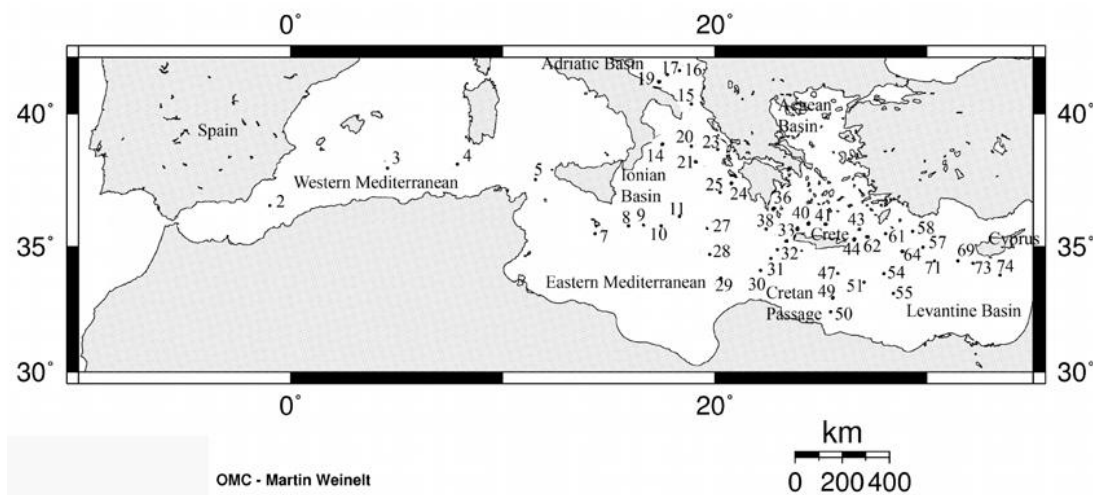 0° 20°
Adriatic Basin 17 16
19
15
40° 40°
Aegean
Basin
Spain
20 23
3 4 14 21
5 Ionian
Western Mediterranean Basin 25 24 36
2 11
8 9 27 38 40 41 43
7 10 33 Crete 61 58
35° 35°
28 32 44 62 64 57 69 Cyprus
31 71 73 74
Eastern Mediterranean 29 30 47 54
Cretan 49 51 55
Passage 50 Levantine Basin
30° 30°
0° 20°
km
0 200 400
OMC - Martin Weinelt